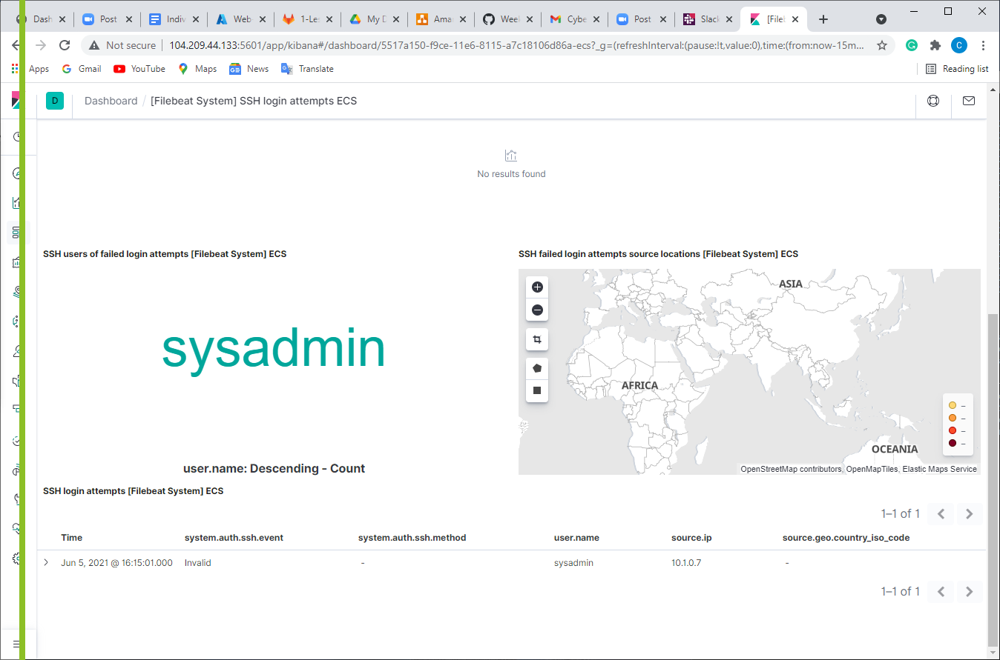 Dash Post Indiv Web- 1-Les My D Amaz Week Cybe Post Slack [Fileb
Not secure 104.209.44.133:5601/app/kibana#/dashboard/5517a150-f9ce-11e6-8115-a7c18106d86a-ecs?_g=(refreshInterval:(pause:!t,value:0),time:(from:now-15m... C
Apps Gmail YouTube Maps News Translate Reading list
D Dashboard / [Filebeat System] SSH login attempts ECS
No results found
SSH users of failed login attempts [Filebeat System] ECS
SSH failed login attempts source locations [Filebeat System] ECS
ASIA
sysadmin
AFRICA
OCEANIA
OpenStreetMap contributors, OpenMapTiles, Elastic Maps Service
user.name: Descending - Count
SSH login attempts [Filebeat System] ECS
1–1 of 1
Time system.auth.ssh.event system.auth.ssh.method user.name source.ip source.geo.country_iso_code
Jun 5, 2021 @ 16:15:01.000 Invalid - sysadmin 10.1.0.7 -
1–1 of 1